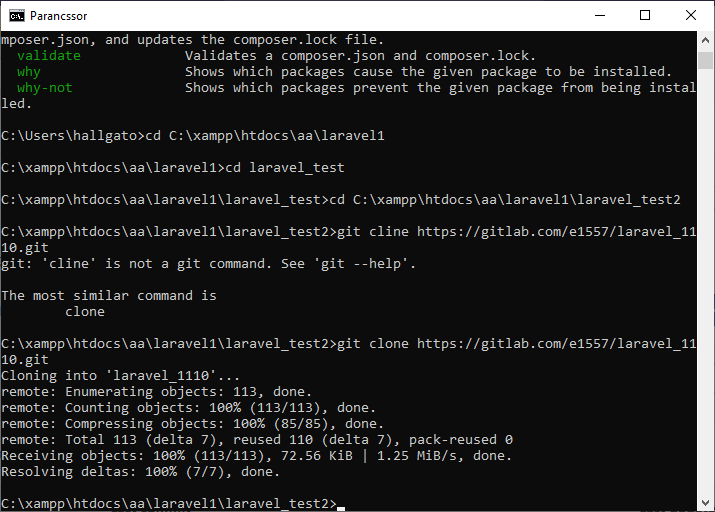 Parancssor
mposer.json, and updates the composer.lock file.
validate Validates a composer.json and composer.lock.
why Shows which packages cause the given package to be installed.
why-not Shows which packages prevent the given package from being instal
led.
C:\Users\hallgato>cd C:\xampp\htdocs\aa\laravel1
C:\xampp\htdocs\aa\laravel1>cd laravel_test
C:\xampp\htdocs\aa\laravel1\laravel_test>cd C:\xampp\htdocs\aa\laravel1\laravel_test2
C:\xampp\htdocs\aa\laravel1\laravel_test2>git cline https://gitlab.com/e1557/laravel_11
10.git
git: 'cline' is not a git command. See 'git --help'.
The most similar command is
clone
C:\xampp\htdocs\aa\laravel1\laravel_test2>git clone https://gitlab.com/e1557/laravel_11
10.git
Cloning into 'laravel_1110'...
remote: Enumerating objects: 113, done.
remote: Counting objects: 100% (113/113), done.
remote: Compressing objects: 100% (85/85), done.
remote: Total 113 (delta 7), reused 110 (delta 7), pack-reused 0
Receiving objects: 100% (113/113), 72.56 KiB | 1.25 MiB/s, done.
Resolving deltas: 100% (7/7), done.
C:\xampp\htdocs\aa\laravel1\laravel_test2>